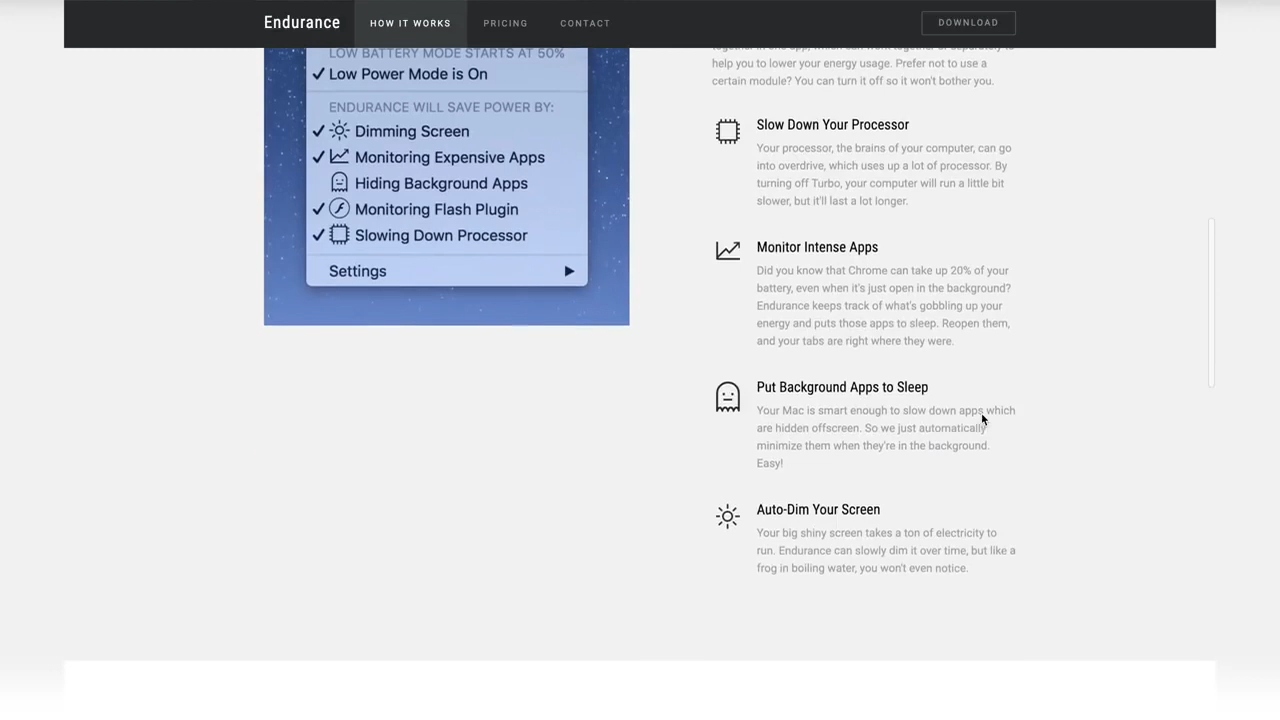 Endurance
HOW IT WORKS
PRICING
CONTACT
DOWNLOAD
LOW BATTERY MODE STARTS AT 50%
Low Power Mode is On
ENDURANCE WILL SAVE POWER BY:
Dimming Screen
Monitoring Expensive Apps
Hiding Background Apps
Monitoring Flash Plugin
Slowing Down Processor
Settings
help you to lower your energy usage. Prefer not to use a
certain module? You can turn it off so it won't bother you.
Slow Down Your Processor
Your processor, the brains of your computer, can go
into overdrive, which uses up a lot of processor. By
turning off Turbo, your computer will run a little bit
slower, but it'll last a lot longer.
Monitor Intense Apps
Did you know that Chrome can take up 20% of your
battery, even when it's just open in the background?
Endurance keeps track of what's gobbling up your
energy and puts those apps to sleep. Reopen them,
and your tabs are right where they were.
Put Background Apps to Sleep
Your Mac is smart enough to slow down apps which
are hidden offscreen. So we just automatically
minimize them when they're in the background.
Easy!
Auto-Dim Your Screen
Your big shiny screen takes a ton of electricity to
run. Endurance can slowly dim it over time, but like a
frog in boiling water, you won't even notice.